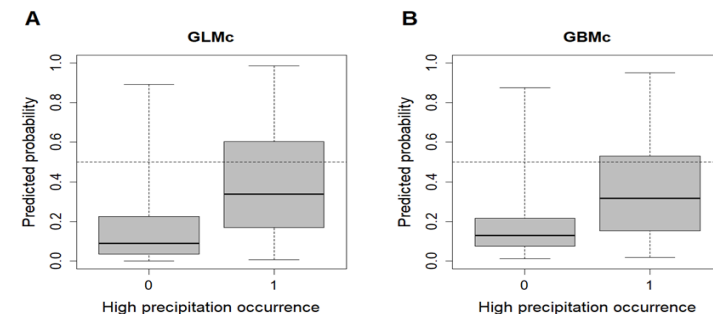 A
GLMc
Predicted probability
1.0
0.8
0.6
0.4
0.2
0.0
0 1
High precipitation occurrence
B
GBMc
Predicted probability
1.0
0.8
0.6
0.4
0.2
0.0
0 1
High precipitation occurrence